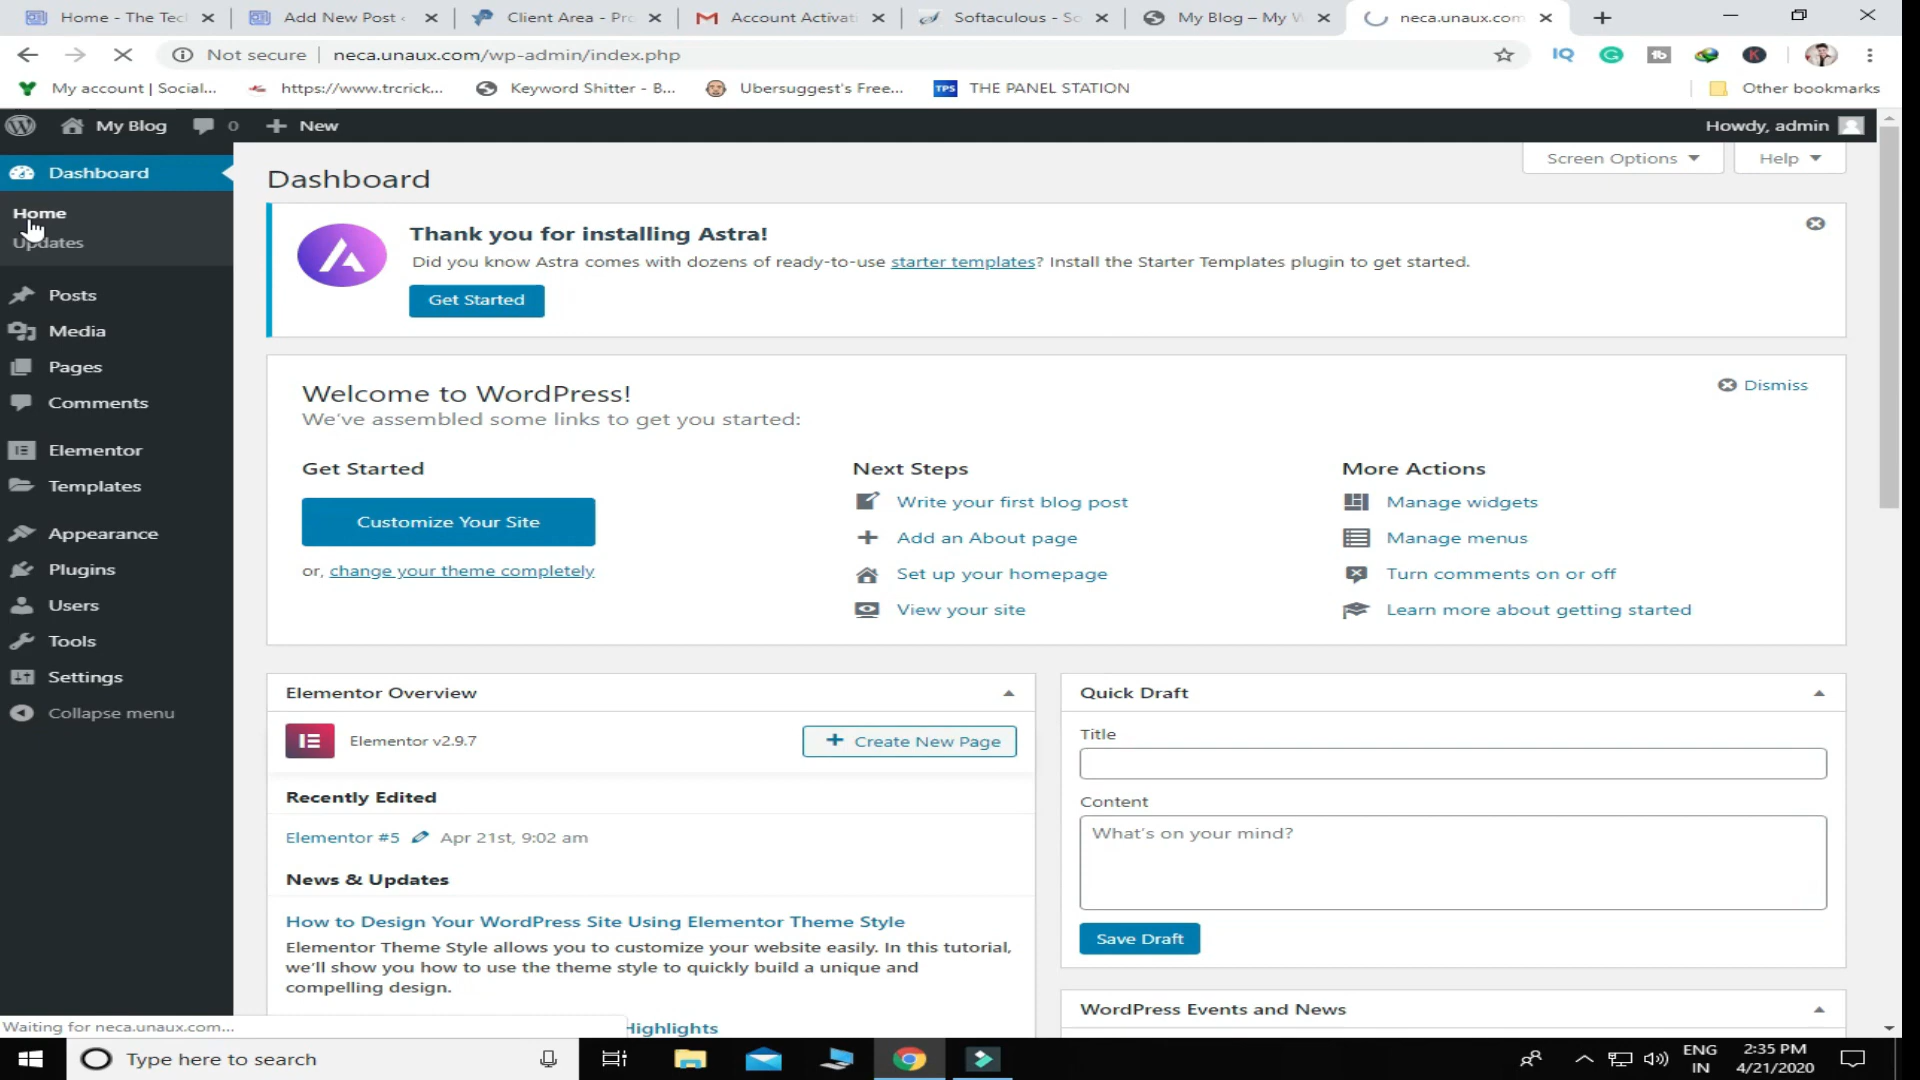 Home - The Tec
Add New Post ‹
Client Area - Pro
Account Activati
Softaculous - So
My Blog – My W
neca.unaux.com
Not secure
neca.unaux.com/wp-admin/index.php
IQ
tb
K
My account | Social...
https://www.trcrick...
Keyword Shitter - B...
Ubersuggest's Free...
TPS
THE PANEL STATION
Other bookmarks
My Blog
0
New
Howdy, admin
Dashboard
Home
Updates
Posts
Media
Pages
Comments
Elementor
Templates
Appearance
Plugins
Users
Tools
Settings
Collapse menu
Screen Options
Help
Dashboard
Thank you for installing Astra!
Did you know Astra comes with dozens of ready-to-use starter templates? Install the Starter Templates plugin to get started.
Get Started
Welcome to WordPress!
We've assembled some links to get you started:
Dismiss
Get Started
Customize Your Site
or, change your theme completely
Next Steps
Write your first blog post
Add an About page
Set up your homepage
View your site
More Actions
Manage widgets
Manage menus
Turn comments on or off
Learn more about getting started
Elementor Overview
Elementor v2.9.7
Create New Page
Recently Edited
Elementor #5
Apr 21st, 9:02 am
News & Updates
How to Design Your WordPress Site Using Elementor Theme Style
Elementor Theme Style allows you to customize your website easily. In this tutorial,
we'll show you how to use the theme style to quickly build a unique and
compelling design.
Highlights
Quick Draft
Title
Content
What's on your mind?
Save Draft
WordPress Events and News
Waiting for neca.unaux.com...
Type here to search
ENG
IN
2:35 PM
4/21/2020